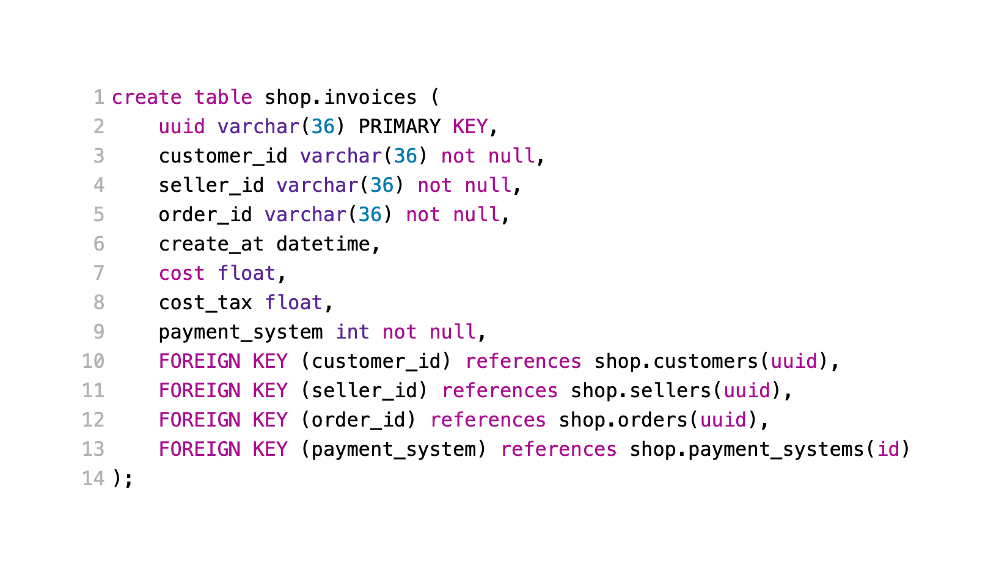 1 create table shop.invoices (
2     uuid varchar(36) PRIMARY KEY,
3     customer_id varchar(36) not null,
4     seller_id varchar(36) not null,
5     order_id varchar(36) not null,
6     create_at datetime,
7     cost float,
8     cost_tax float,
9     payment_system int not null,
10     FOREIGN KEY (customer_id) references shop.customers(uuid),
11     FOREIGN KEY (seller_id) references shop.sellers(uuid),
12     FOREIGN KEY (order_id) references shop.orders(uuid),
13     FOREIGN KEY (payment_system) references shop.payment_systems(id)
14 );